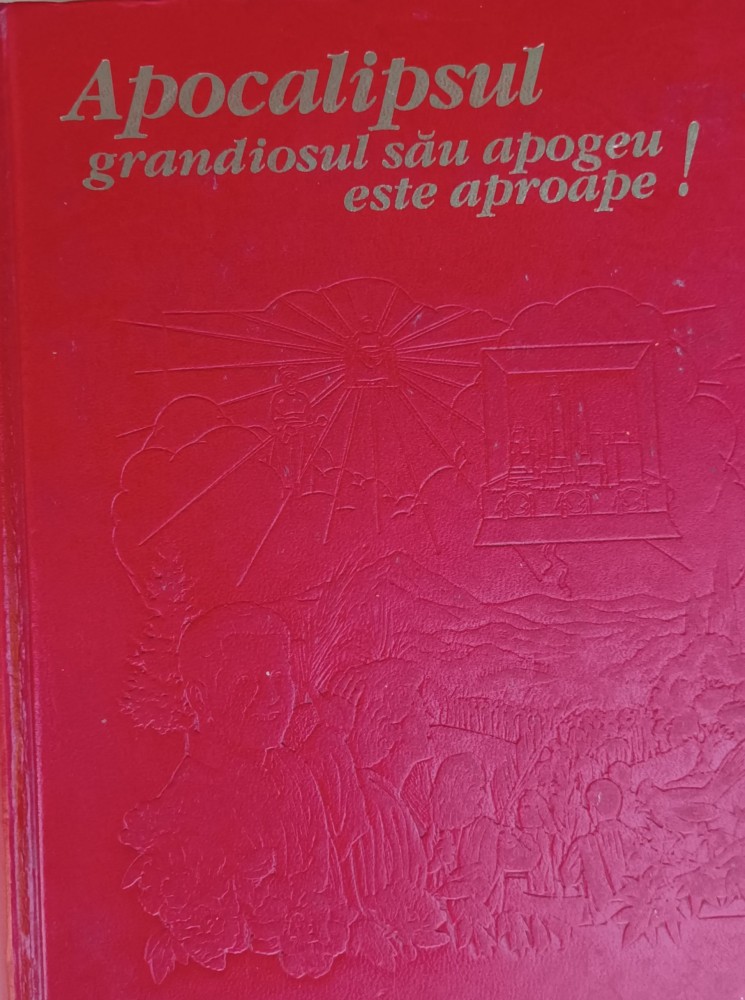 Apocalipsul
grandiosul său apogeu
este aproape !